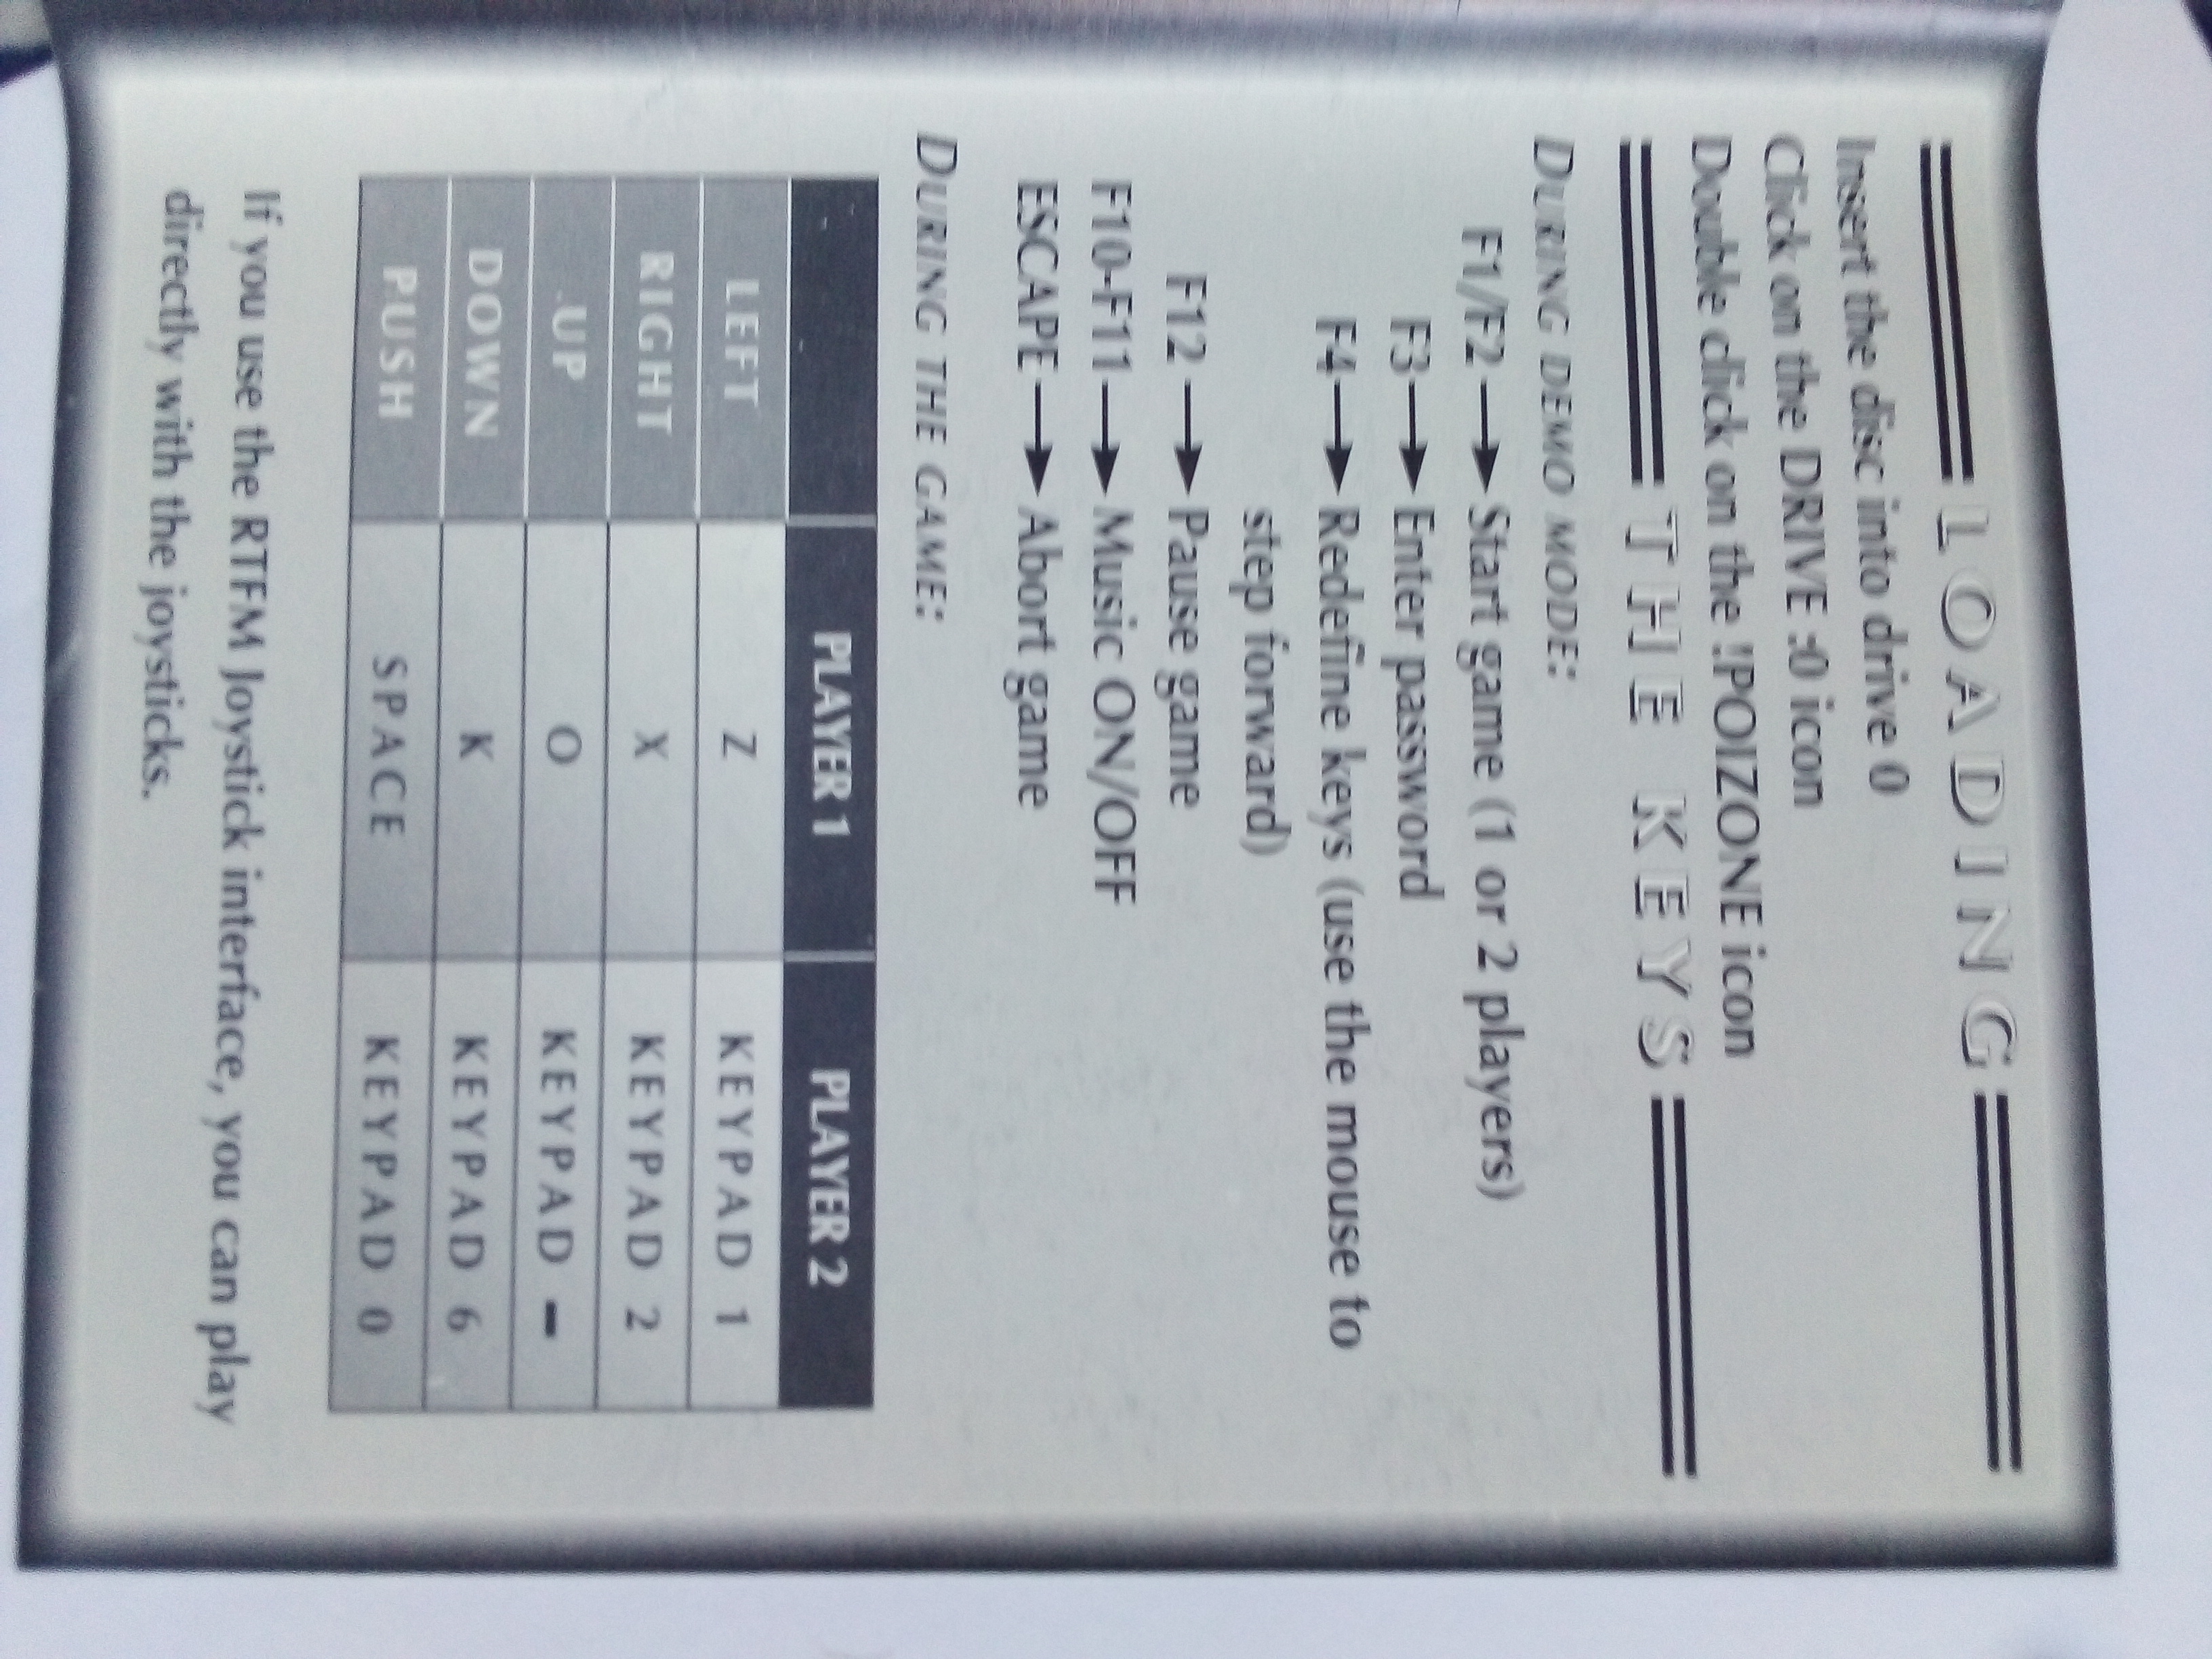 LOADING
Insert the disc into drive 0
Click on the DRIVE :0 icon
Double click on the !POIZONE icon
THE KEYS
DURING DEMO MODE:
F1/F2 → Start game (1 or 2 players)
F3 → Enter password
F4 → Redefine keys (use the mouse to
step forward)
F12 → Pause game
F10-F11 → Music ON/OFF
ESCAPE → Abort game
DURING THE GAME:
PLAYER 1 PLAYER 2
LEFT Z KEYPAD 1
RIGHT X KEYPAD 2
UP O KEYPAD -
DOWN K KEYPAD 6
PUSH SPACE KEYPAD 0
If you use the RTFM Joystick interface, you can play
directly with the joysticks.